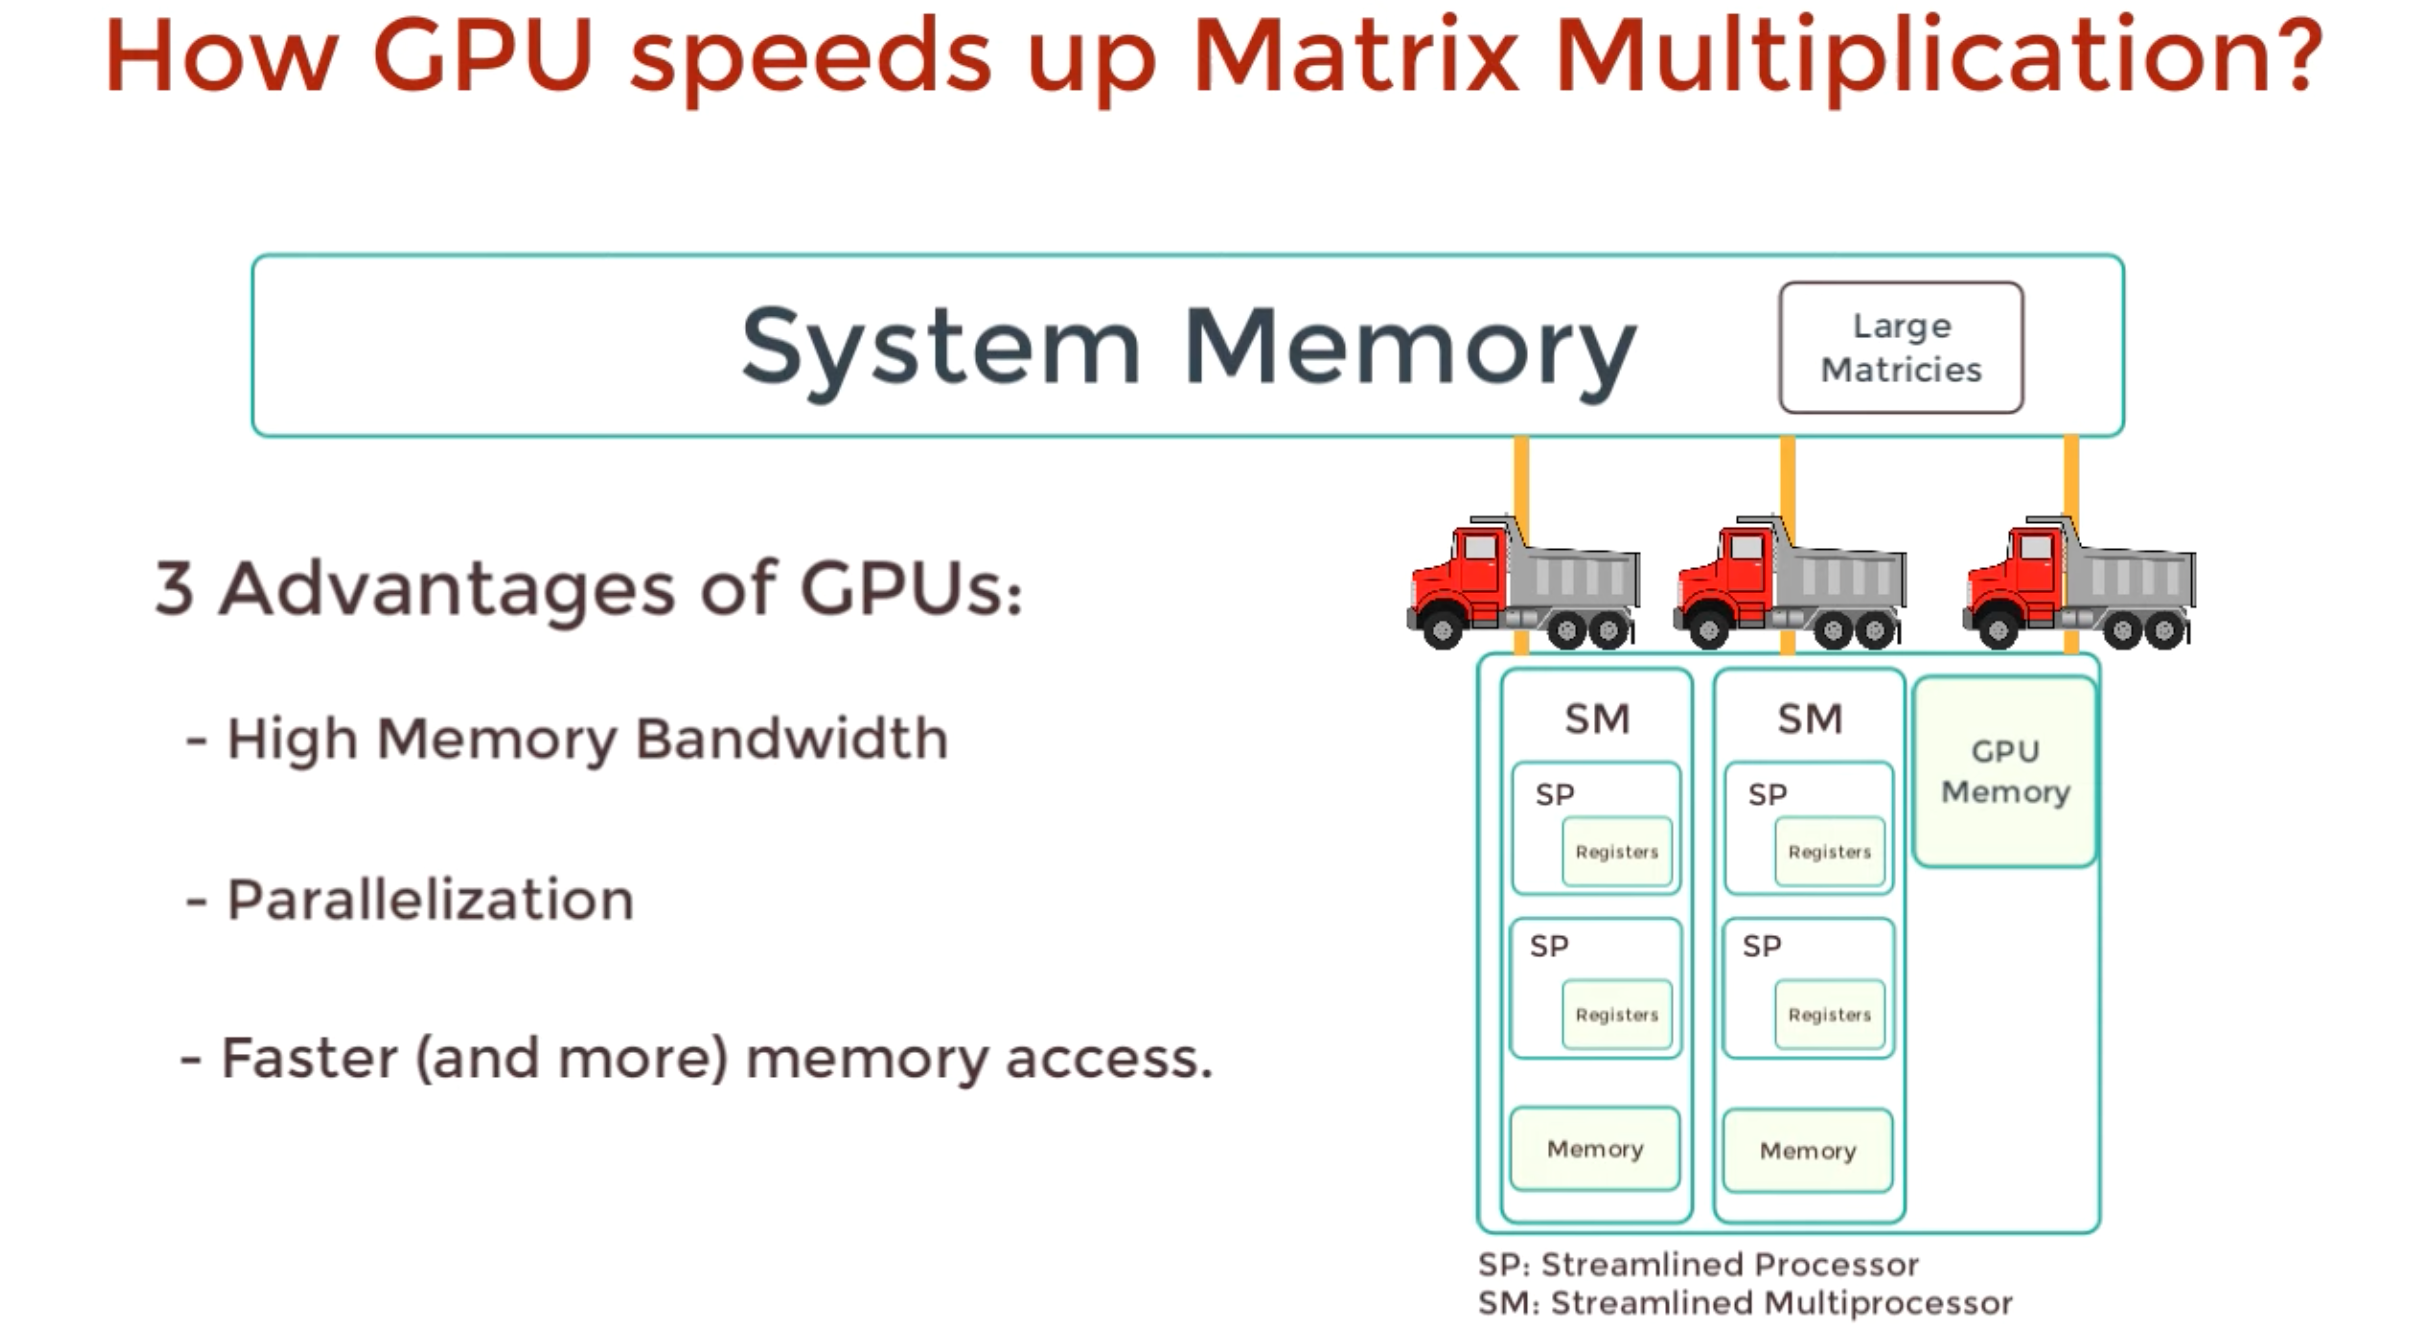 How GPU speeds up Matrix Multiplication?
System Memory
Large
Matricies
3 Advantages of GPUs:
- High Memory Bandwidth
- Parallelization
- Faster (and more) memory access.
SM
SP
Registers
SP
Registers
Memory
SM
SP
Registers
SP
Registers
Memory
GPU
Memory
SP: Streamlined Processor
SM: Streamlined Multiprocessor